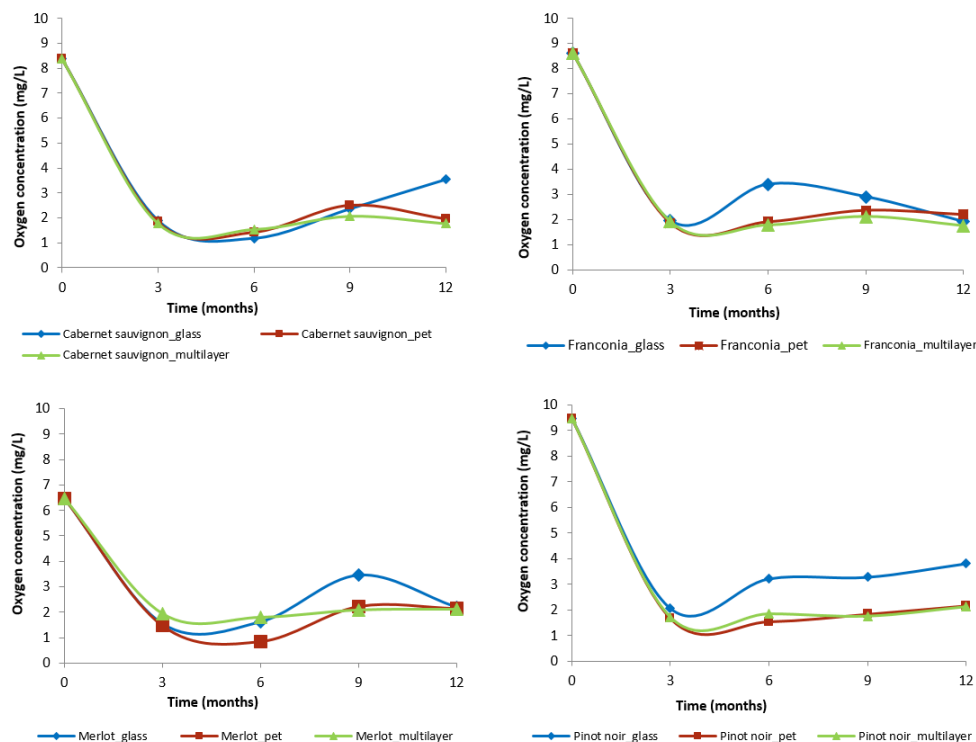 Oxygen concentration (mg/L)
10
9
8
7
6
5
4
3
2
1
0
0 3 6 9 12
Time (months)
Cabernet sauvignon_glass Cabernet sauvignon_pet
Cabernet sauvignon_multilayer
Oxygen concentration (mg/L)
10
9
8
7
6
5
4
3
2
1
0
0 3 6 9 12
Time (months)
Franconia_glass Franconia_pet Franconia_multilayer
Oxygen concentration (mg/L)
10
9
8
7
6
5
4
3
2
1
0
0 3 6 9 12
Time (months)
Merlot_glass Merlot_pet Merlot_multilayer
Oxygen concentration (mg/L)
10
9
8
7
6
5
4
3
2
1
0
0 3 6 9 12
Time (months)
Pinot noir_glass Pinot noir_pet Pinot noir_multilayer